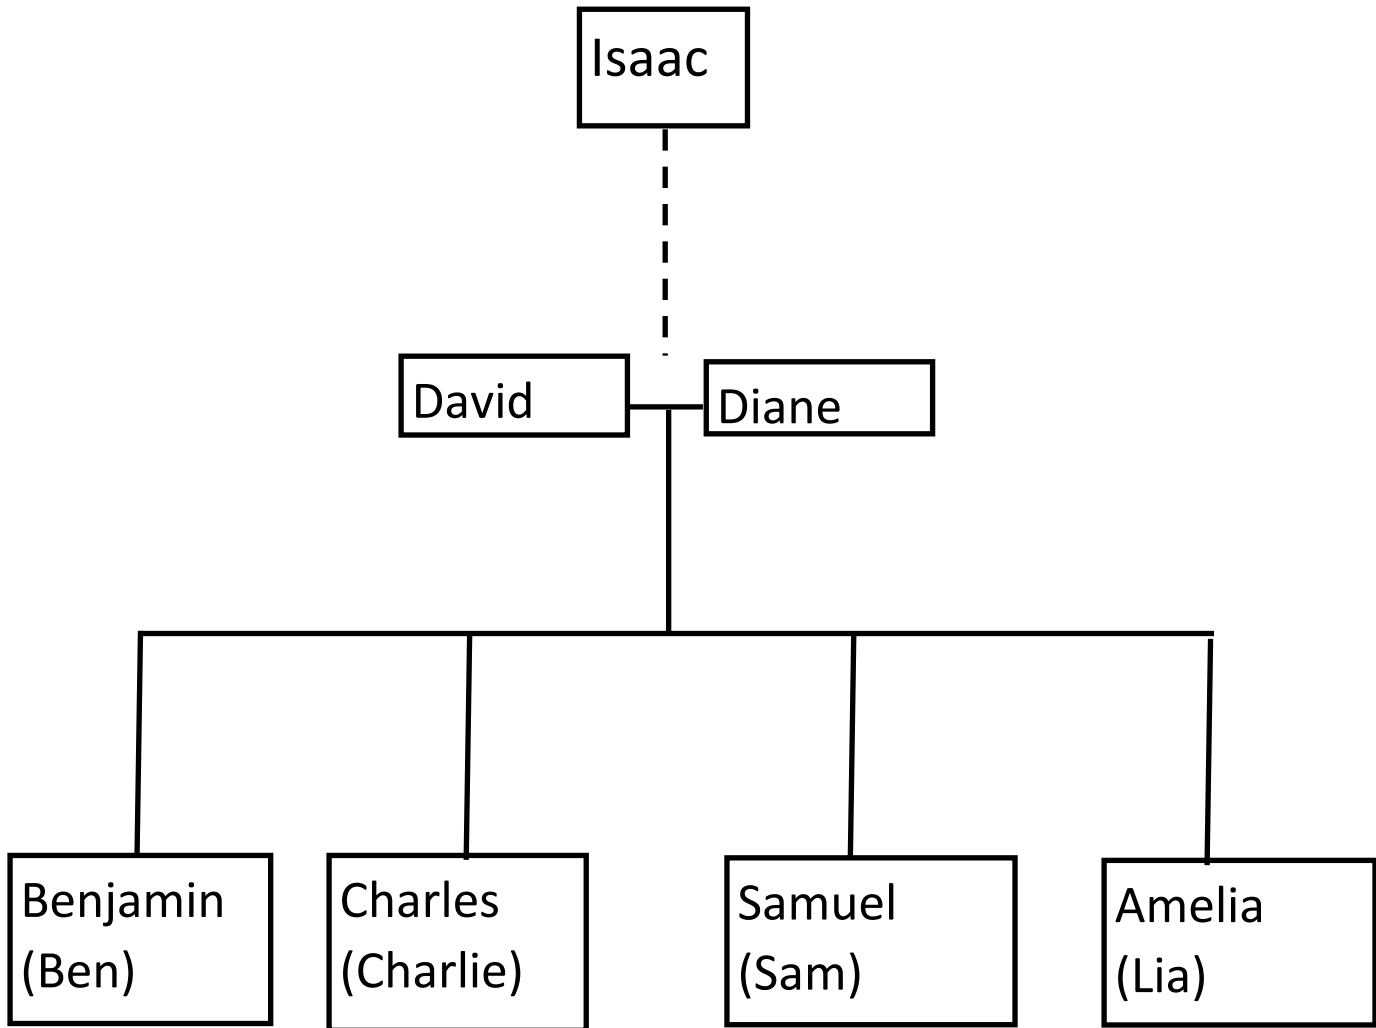 Isaac
David
Diane
Benjamin
(Ben)
Charles
(Charlie)
Samuel
(Sam)
Amelia
(Lia)